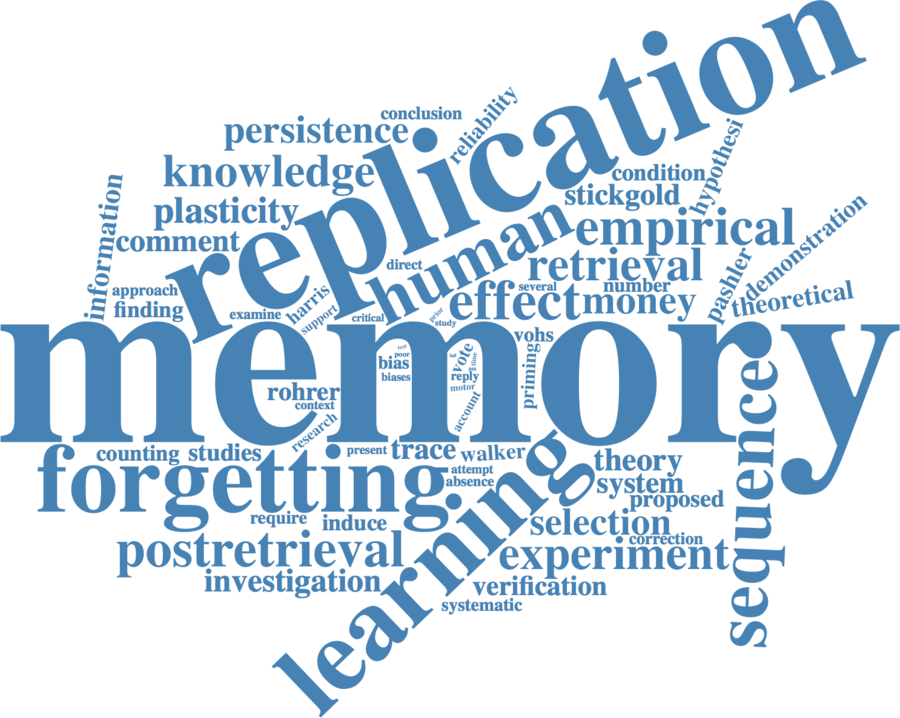 replication
conclusion
reliability
persistence
knowledge
condition
hypothesi
stickgold
information
plasticity
human
empirical
demonstration
comment
retrieval
pashler
direct
approach
several
number
theoretical
finding
harris
effect
money
examine
support
critical
prior
study
memory
vohs
test
poor
bias
vote
time
biases
reply
priming
motor
rohrer
context
account
sequence
research
counting
studies
present
trace
walker
theory
forgetting
attempt
absence
learning
system
proposed
require
induce
selection
correction
postretrieval
experiment
investigation
verification
systematic